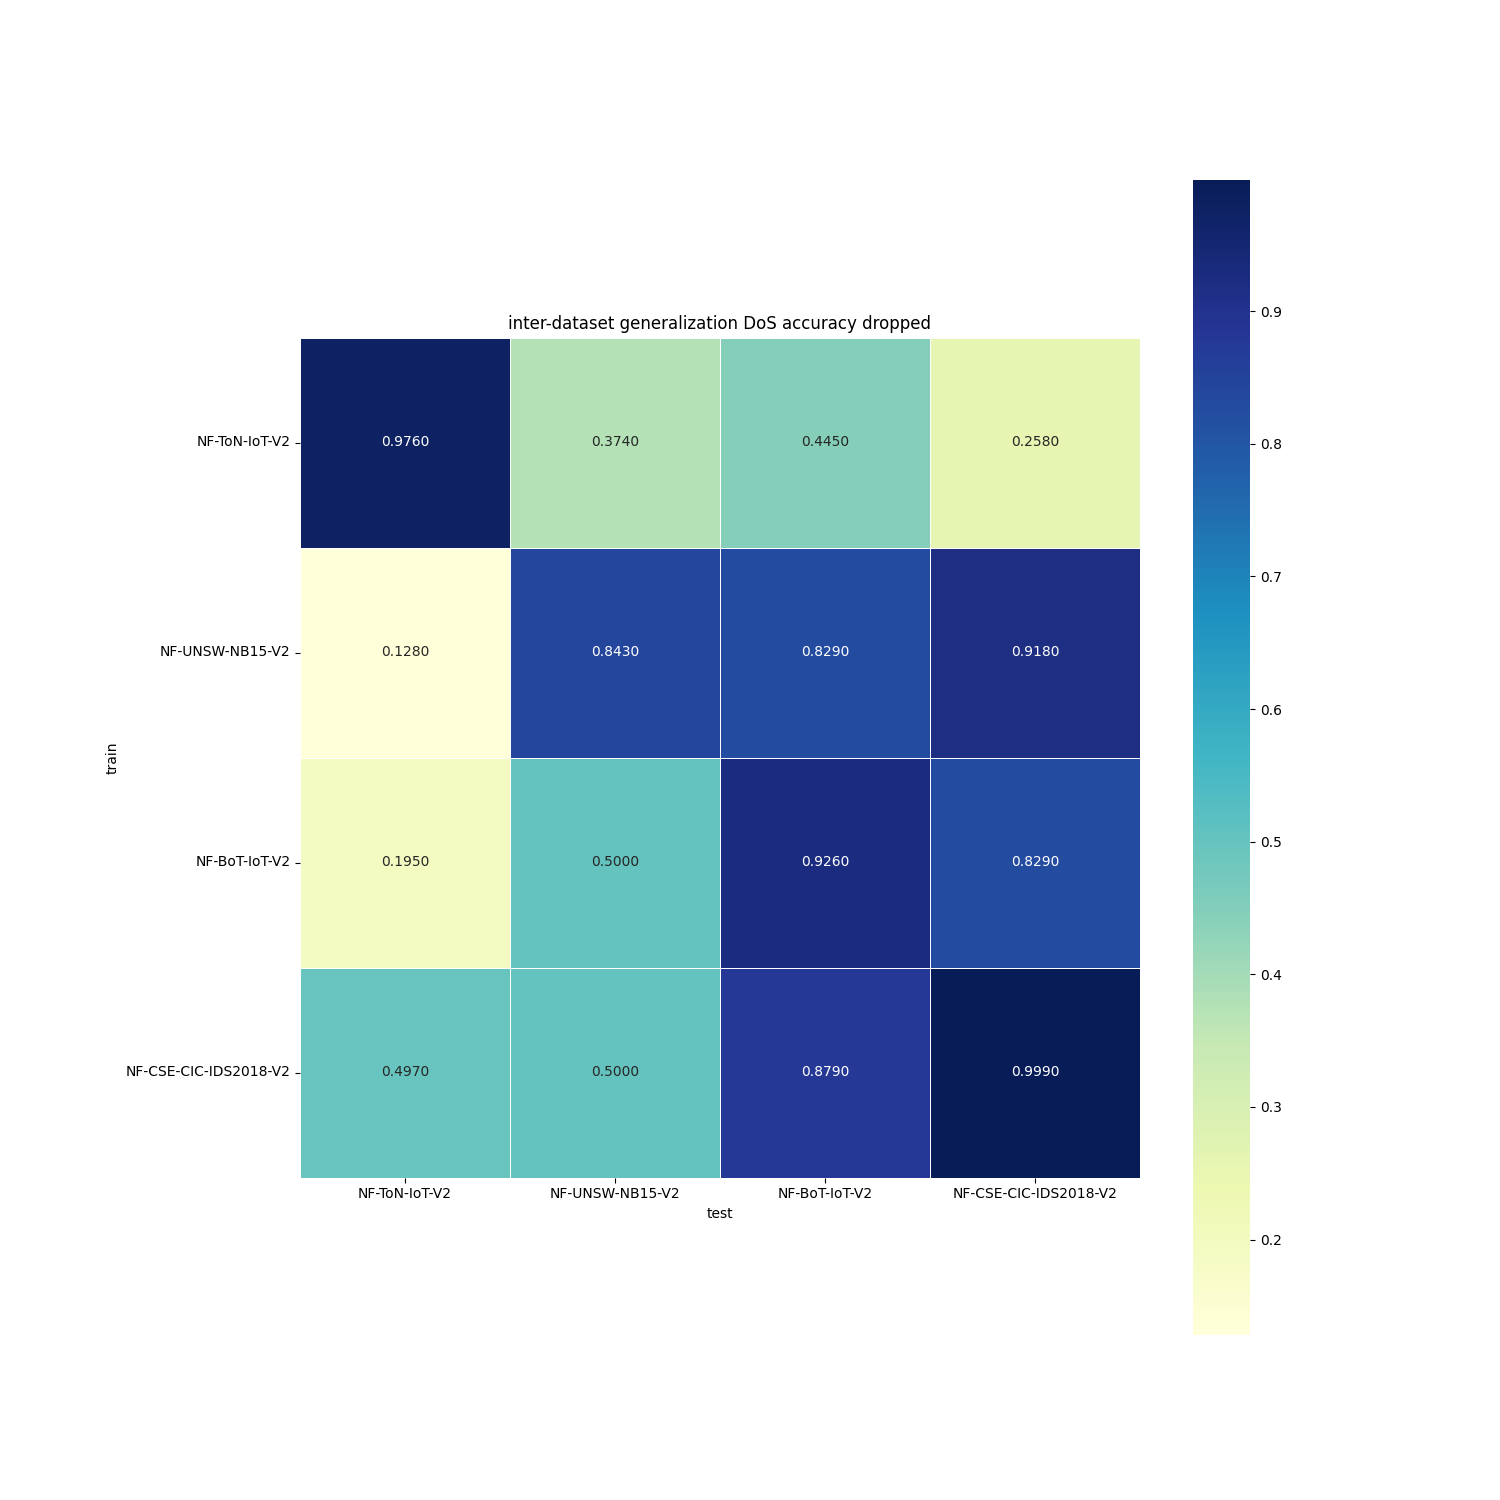 inter-dataset generalization DoS accuracy dropped
NF-ToN-IoT-V2
0.9760 0.3740 0.4450 0.2580
NF-UNSW-NB15-V2
0.1280 0.8430 0.8290 0.9180
NF-BoT-IoT-V2
0.1950 0.5000 0.9260 0.8290
NF-CSE-CIC-IDS2018-V2
0.4970 0.5000 0.8790 0.9990
train
NF-ToN-IoT-V2 NF-UNSW-NB15-V2 NF-BoT-IoT-V2 NF-CSE-CIC-IDS2018-V2
test
0.9
0.8
0.7
0.6
0.5
0.4
0.3
0.2